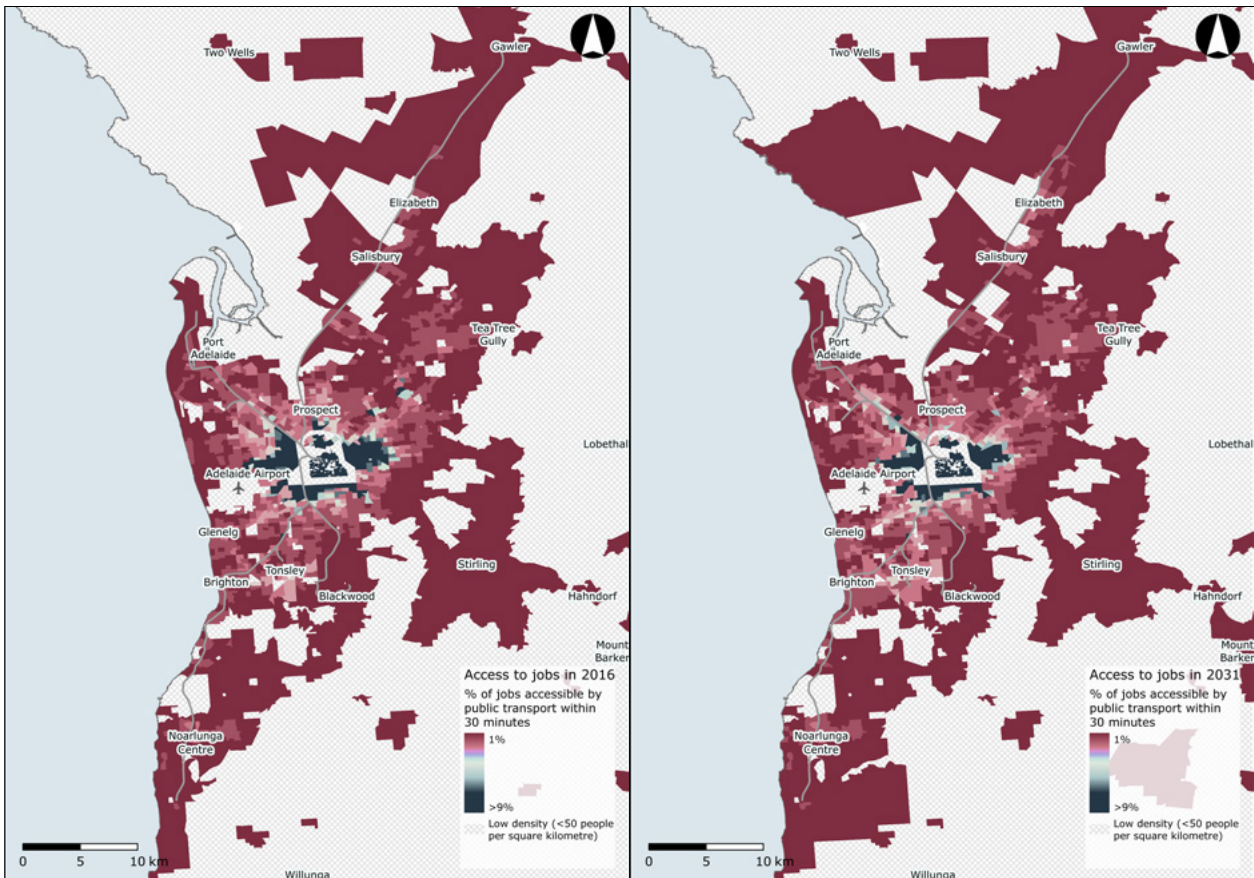 Two Wells
Gawler
Elizabeth
Salisbury
Tea Tree
Gully
Port
Adelaide
Prospect
Lobethal
Adelaide Airport
Glenelg
Stirling
Tonsley
Brighton
Blackwood
Hahndorf
Mount
Barker
Access to jobs in 2016
% of jobs accessible by
public transport within
30 minutes
1%
>9%
Low density (<50 people
per square kilometre)
Noarlunga
Centre
0 5 10 km
Willunga
Two Wells
Gawler
Elizabeth
Salisbury
Tea Tree
Gully
Port
Adelaide
Prospect
Lobethal
Adelaide Airport
Glenelg
Stirling
Tonsley
Brighton
Blackwood
Hahndorf
Mount
Barker
Access to jobs in 2031
% of jobs accessible by
public transport within
30 minutes
1%
>9%
Low density (<50 people
per square kilometre)
Noarlunga
Centre
0 5 10 km
Willunga